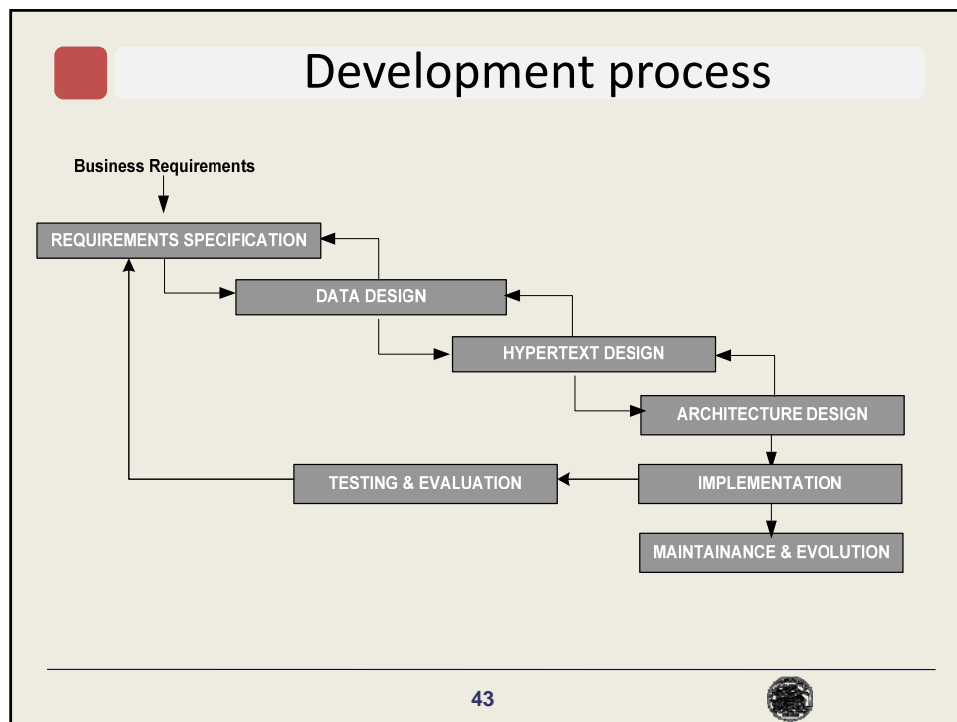 Development process
Business Requirements
REQUIREMENTS SPECIFICATION
DATA DESIGN
HYPERTEXT DESIGN
ARCHITECTURE DESIGN
TESTING & EVALUATION
IMPLEMENTATION
MAINTAINANCE & EVOLUTION
43